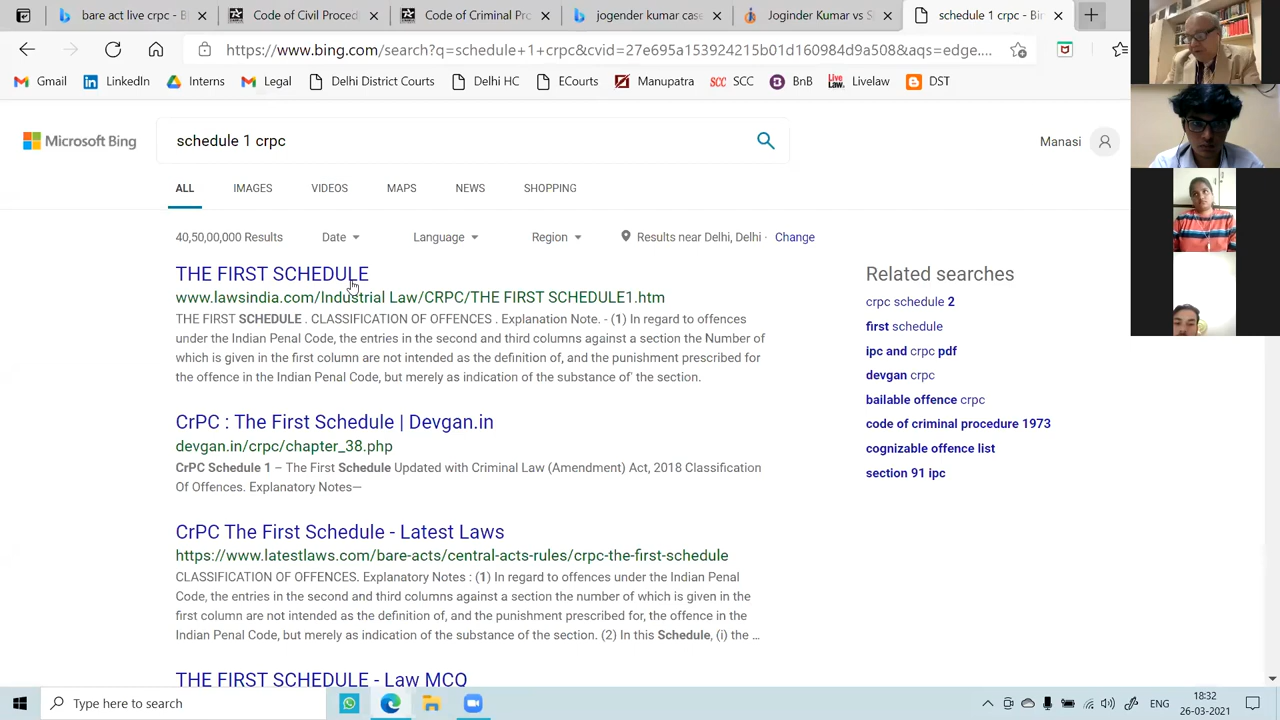 bare act live crpc
Code of Criminal Pro
Code of Criminal Pr
jogender kumar case
Joginder Kumar vs S
schedule 1 crpc - Bin
https://www.bing.com/search?q=schedule+1+crpc&cvid=27e695a153924215b01d160984d9a508&aqs=edge....
Gmail LinkedIn Interns Legal Delhi District Courts Delhi HC ECourts Manupatra SCC SCC BnB Live Law. Livelaw DST
Microsoft Bing
schedule 1 crpc
Manasi
ALL IMAGES VIDEOS MAPS NEWS SHOPPING
40,50,00,000 Results Date Language Region Results near Delhi, Delhi · Change
THE FIRST SCHEDULE
www.lawsindia.com/Industrial Law/CRPC/THE FIRST SCHEDULE1.htm
THE FIRST SCHEDULE . CLASSIFICATION OF OFFENCES . Explanation Note. - (1) In regard to offences
under the Indian Penal Code, the entries in the second and third columns against a section the Number of
which is given in the first column are not intended as the definition of, and the punishment prescribed for
the offence in the Indian Penal Code, but merely as indication of the substance of' the section.
CrPC : The First Schedule | Devgan.in
devgan.in/crpc/chapter_38.php
CrPC Schedule 1 – The First Schedule Updated with Criminal Law (Amendment) Act, 2018 Classification
Of Offences. Explanatory Notes—
CrPC The First Schedule - Latest Laws
https://www.latestlaws.com/bare-acts/central-acts-rules/crpc-the-first-schedule
CLASSIFICATION OF OFFENCES. Explanatory Notes : (1) In regard to offences under the Indian Penal
Code, the entries in the second and third columns against a section the number of which is given in the
first column are not intended as the definition of, and the punishment prescribed for, the offence in the
Indian Penal Code, but merely as indication of the substance of the section. (2) In this Schedule, (i) the ...
THE FIRST SCHEDULE - Law MCQ
Related searches
crpc schedule 2
first schedule
ipc and crpc pdf
devgan crpc
bailable offence crpc
code of criminal procedure 1973
cognizable offence list
section 91 ipc
Type here to search
ENG
18:32
26-03-2021